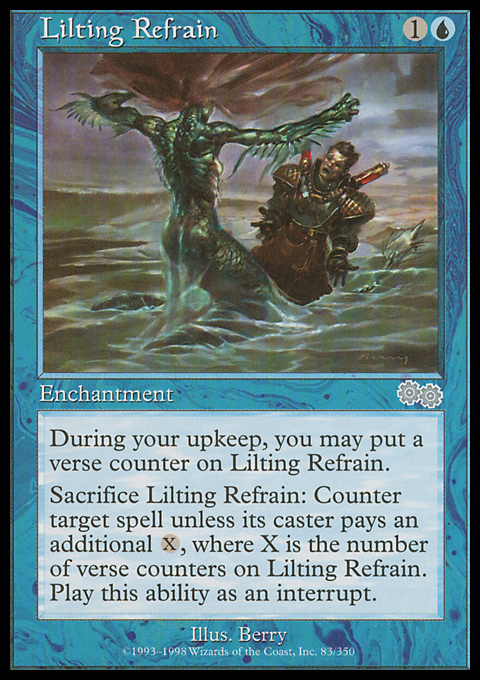 Lilting Refrain 1
Berry
Enchantment
During your upkeep, you may put a
verse counter on Lilting Refrain.
Sacrifice Lilting Refrain: Counter
target spell unless its caster pays an
additional X, where X is the number
of verse counters on Lilting Refrain.
Play this ability as an interrupt.
Illus. Berry
©1993–1998 Wizards of the Coast, Inc. 83/350